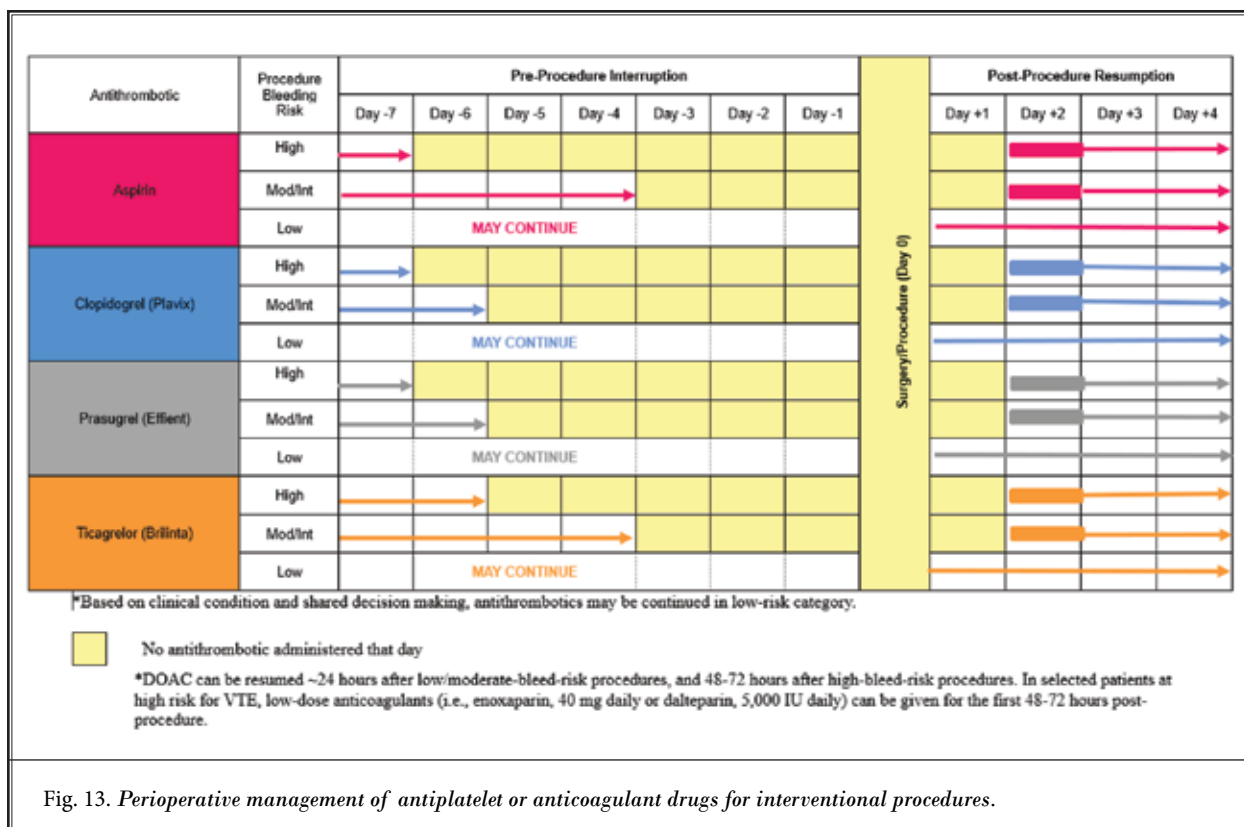 Antithrombotic
Procedure
Bleeding
Risk
Pre-Procedure Interruption
Post-Procedure Resumption
Day -7 Day -6 Day -5 Day -4 Day -3 Day -2 Day -1 Day +1 Day +2 Day +3 Day +4
Surgery/Procedure (Day 0)
Aspirin
High
Mod/Int
Low MAY CONTINUE
Clopidogrel (Plavix)
High
Mod/Int
Low MAY CONTINUE
Prasugrel (Effient)
High
Mod/Int
Low MAY CONTINUE
Ticagrelor (Brilinta)
High
Mod/Int
Low MAY CONTINUE
*Based on clinical condition and shared decision making, antithrombotics may be continued in low-risk category.
No antithrombotic administered that day
*DOAC can be resumed ~24 hours after low/moderate-bleed-risk procedures, and 48-72 hours after high-bleed-risk procedures. In selected patients at
high risk for VTE, low-dose anticoagulants (i.e., enoxaparin, 40 mg daily or dalteparin, 5,000 IU daily) can be given for the first 48-72 hours post-
procedure.
Fig. 13. Perioperative management of antiplatelet or anticoagulant drugs for interventional procedures.